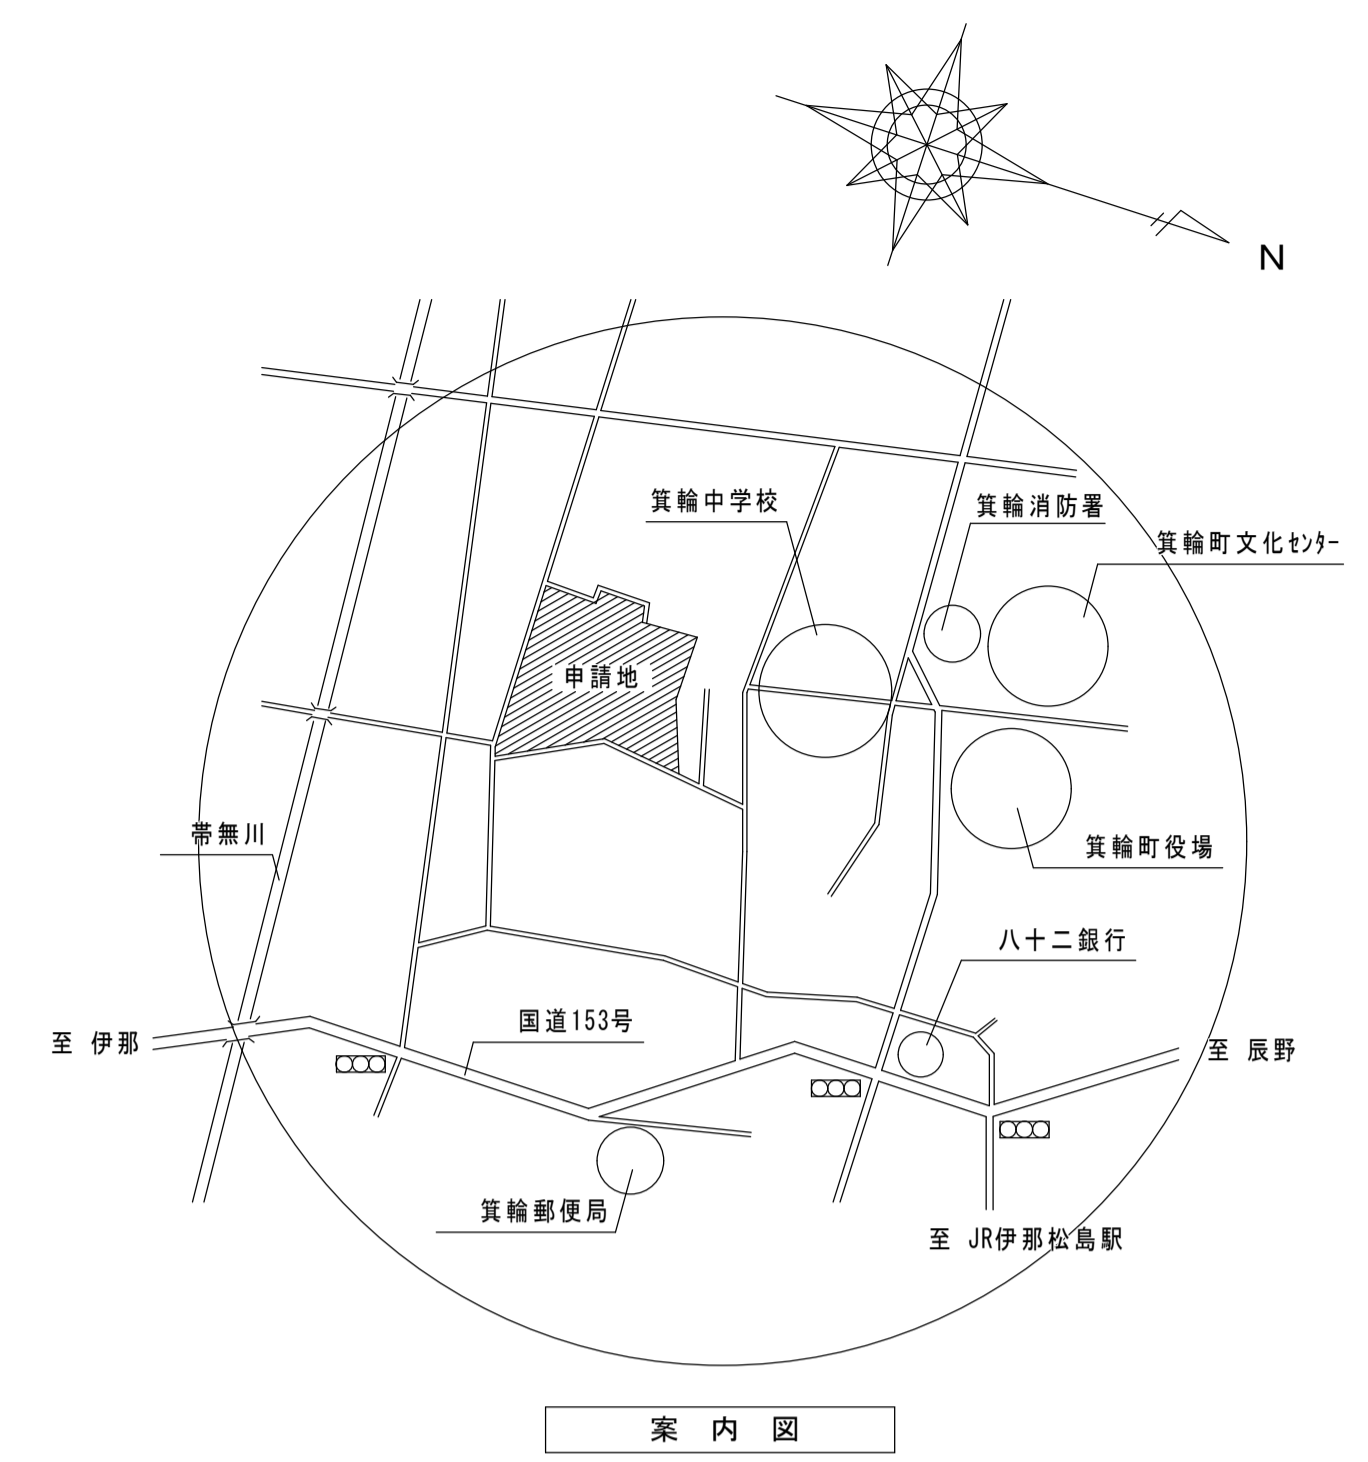 N
箕輪中学校
箕輪消防署
箕輪町文化ｾﾝﾀｰ
申請地
帯無川
箕輪町役場
八十二銀行
国道153号
至 伊那
至 辰野
箕輪郵便局
至 JR伊那松島駅
案 内 図